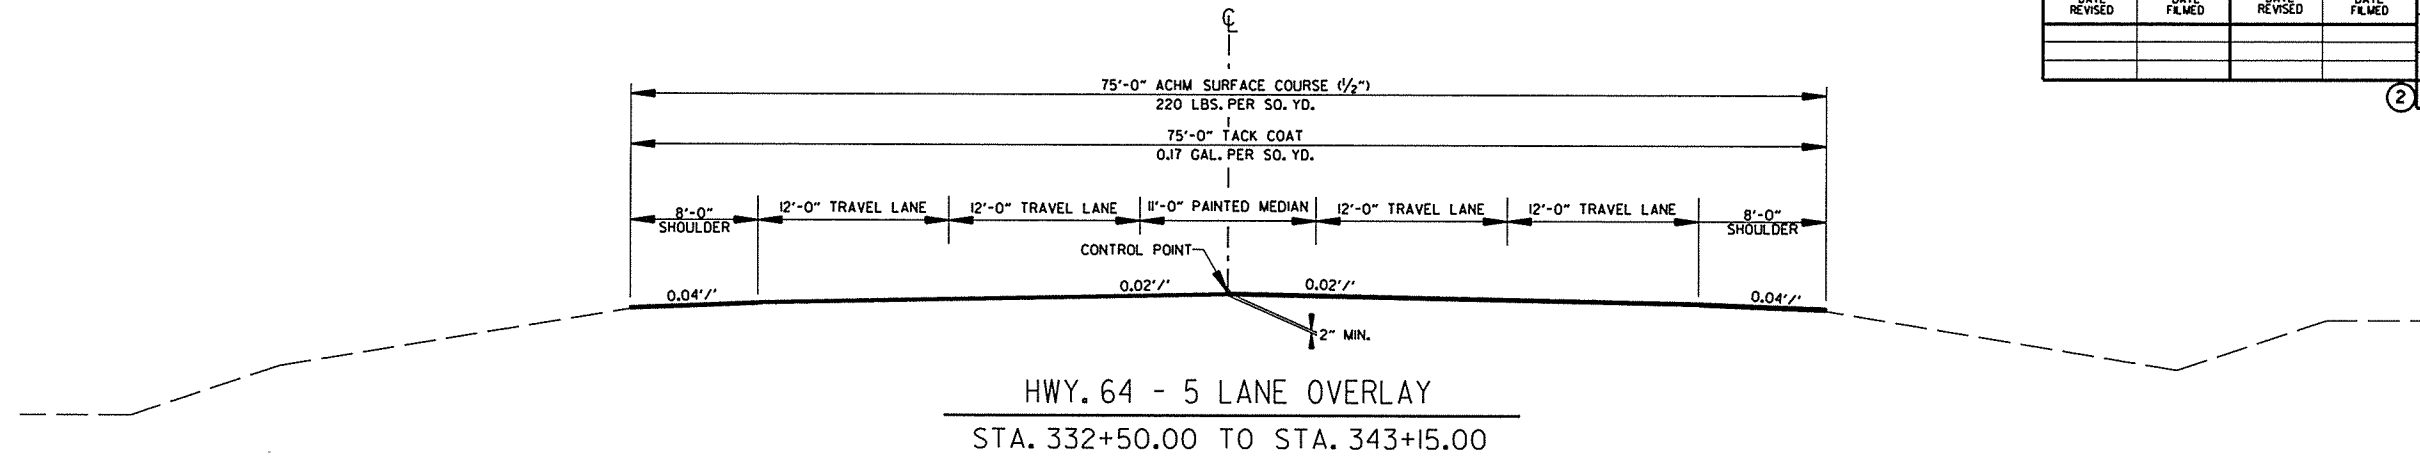 ℄
DATE REVISED DATE FILMED DATE REVISED DATE FILMED
2
75'-0" ACHM SURFACE COURSE (1/2")
220 LBS. PER SQ. YD.
75'-0" TACK COAT
0.17 GAL. PER SQ. YD.
8'-0" SHOULDER
12'-0" TRAVEL LANE
12'-0" TRAVEL LANE
11'-0" PAINTED MEDIAN
12'-0" TRAVEL LANE
12'-0" TRAVEL LANE
8'-0" SHOULDER
CONTROL POINT
0.04'/'
0.02'/'
0.02'/'
0.04'/'
2" MIN.
HWY. 64 - 5 LANE OVERLAY
STA. 332+50.00 TO STA. 343+15.00